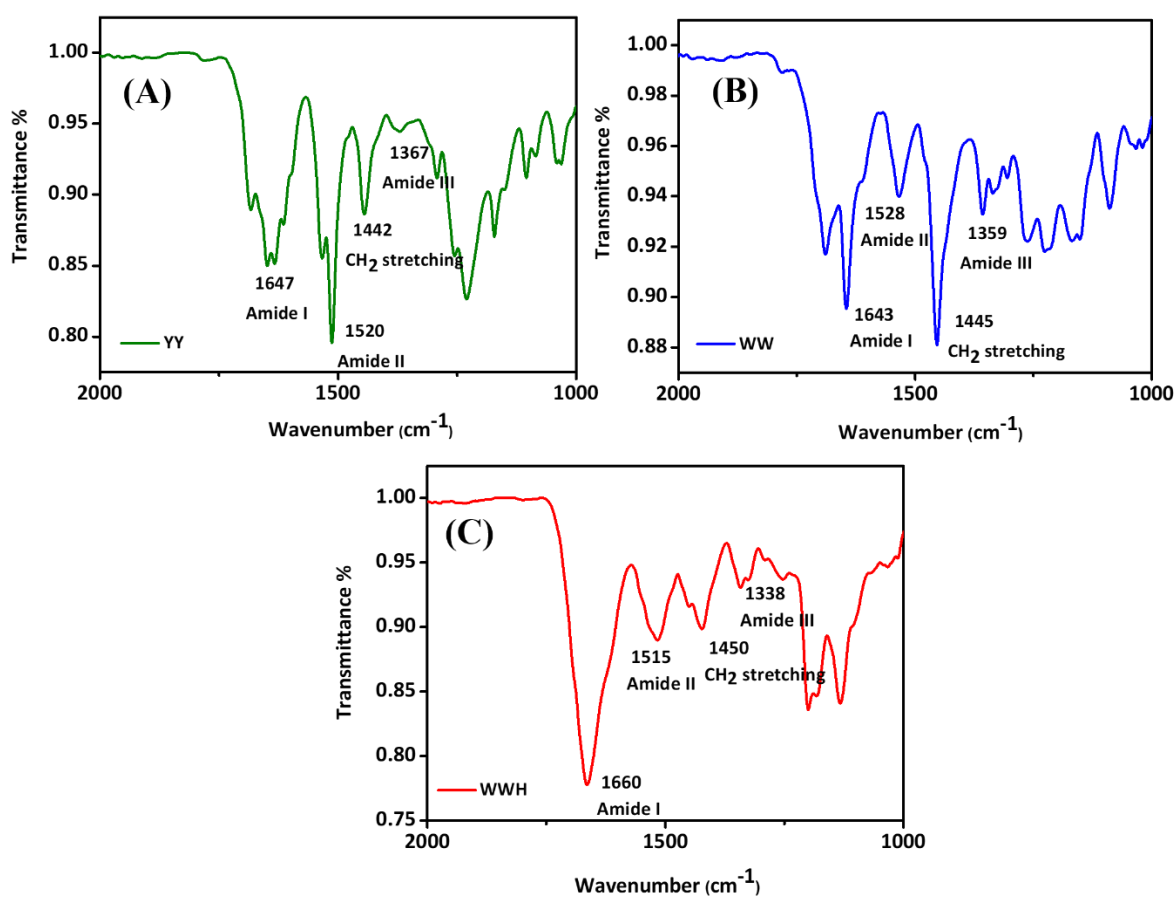 (A)
1.00
0.95
0.90
0.85
0.80
Transmittance %
1367
Amide III
1442
CH2 stretching
1647
Amide I
1520
Amide II
YY
2000
1500
1000
Wavenumber (cm-1)
(B)
1.00
0.98
0.96
0.94
0.92
0.90
0.88
Transmittance %
1528
Amide II
1359
Amide III
1643
Amide I
1445
CH2 stretching
WW
2000
1500
1000
Wavenumber (cm-1)
(C)
1.00
0.95
0.90
0.85
0.80
0.75
Transmittance %
1338
Amide III
1515
Amide II
1450
CH2 stretching
1660
Amide I
WWH
2000
1500
1000
Wavenumber (cm-1)